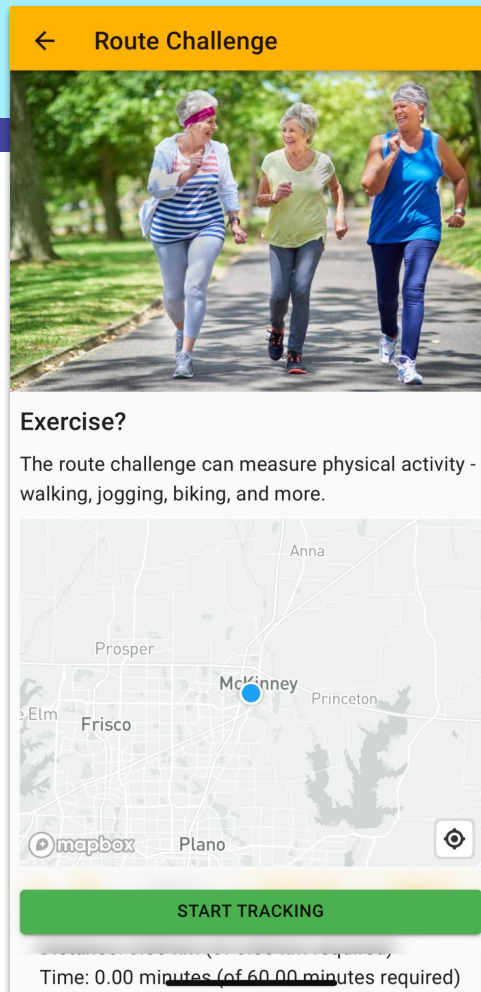 Route Challenge
Exercise?
The route challenge can measure physical activity -
walking, jogging, biking, and more.
Anna
Prosper
McKinney
Princeton
Elm
Frisco
mapbox
Plano
START TRACKING
Time: 0.00 minutes (of 60.00 minutes required)